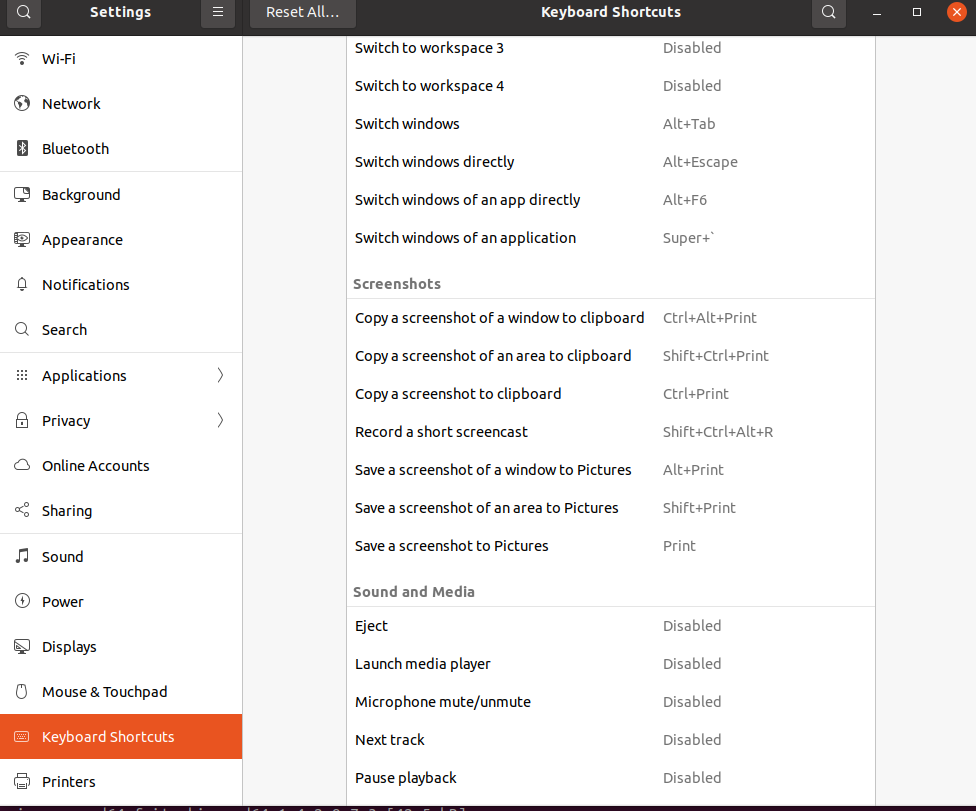 Settings
Reset All...
Keyboard Shortcuts
Wi-Fi
Network
Bluetooth
Background
Appearance
Notifications
Search
Applications
Privacy
Online Accounts
Sharing
Sound
Power
Displays
Mouse & Touchpad
Keyboard Shortcuts
Printers
Switch to workspace 3 Disabled
Switch to workspace 4 Disabled
Switch windows Alt+Tab
Switch windows directly Alt+Escape
Switch windows of an app directly Alt+F6
Switch windows of an application Super+`
Screenshots
Copy a screenshot of a window to clipboard Ctrl+Alt+Print
Copy a screenshot of an area to clipboard Shift+Ctrl+Print
Copy a screenshot to clipboard Ctrl+Print
Record a short screencast Shift+Ctrl+Alt+R
Save a screenshot of a window to Pictures Alt+Print
Save a screenshot of an area to Pictures Shift+Print
Save a screenshot to Pictures Print
Sound and Media
Eject Disabled
Launch media player Disabled
Microphone mute/unmute Disabled
Next track Disabled
Pause playback Disabled